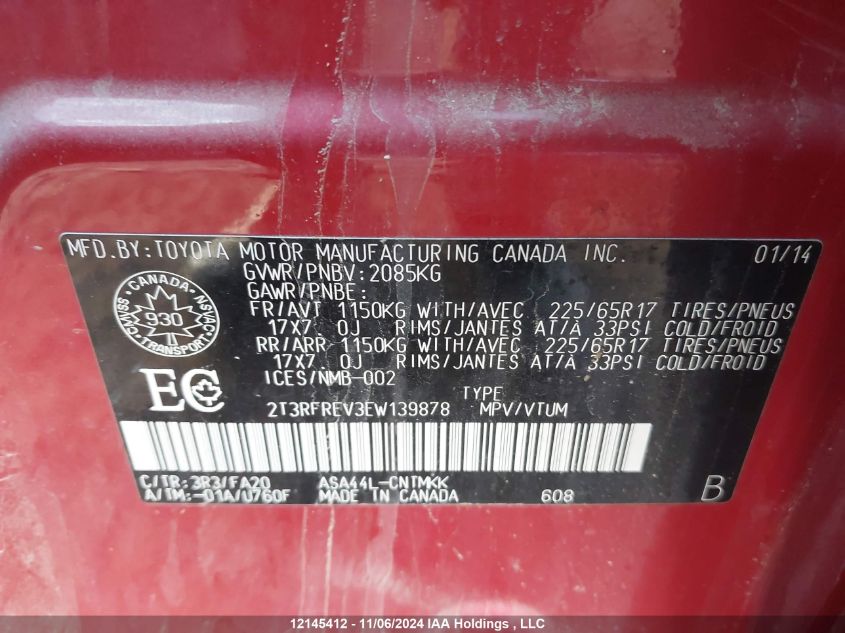 MFD.BY:TOYOTA MOTOR MANUFACTURING CANADA INC. 01/14
GVWR/PNBV:2085KG
GAWR/PNBE:
FR/AVT 1150KG WITH/AVEC 225/65R17 TIRES/PNEUS
17X7.0J RIMS/JANTES AT/À 33PSI COLD/FROID
RR/ARR 1150KG WITH/AVEC 225/65R17 TIRES/PNEUS
17X7.0J RIMS/JANTES AT/À 33PSI COLD/FROID
ICES/NMB-002
CANADA
CMVSS NSVAC
930
TRANSPORT
EC
TYPE
2T3RFREV3EW139878 MPV/VTUM
C/TR:3R3/FA20 ASA44L-CNTMKK
A/TM:-01A/U760F MADE IN CANADA 608 B
12145412 - 11/06/2024 IAA Holdings, LLC